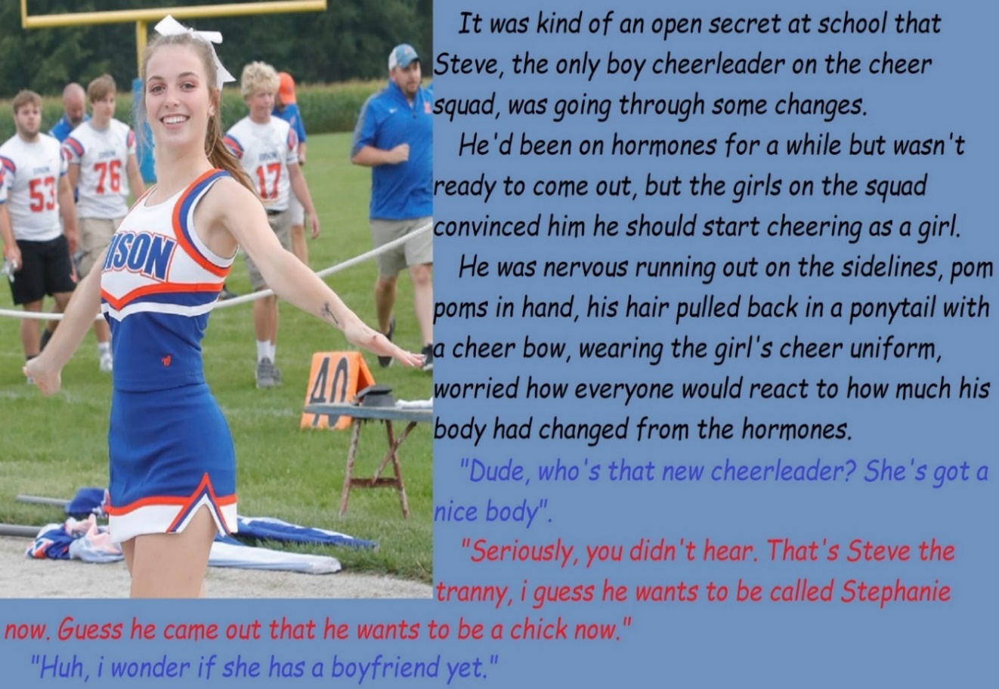 It was kind of an open secret at school that
Steve, the only boy cheerleader on the cheer
squad, was going through some changes.
He'd been on hormones for a while but wasn't
ready to come out, but the girls on the squad
convinced him he should start cheering as a girl.
He was nervous running out on the sidelines, pom
poms in hand, his hair pulled back in a ponytail with
a cheer bow, wearing the girl's cheer uniform,
worried how everyone would react to how much his
body had changed from the hormones.
"Dude, who's that new cheerleader? She's got a
nice body".
"Seriously, you didn't hear. That's Steve the
tranny, i guess he wants to be called Stephanie
now. Guess he came out that he wants to be a chick now."
"Huh, i wonder if she has a boyfriend yet."
53
76
17
ISON
40